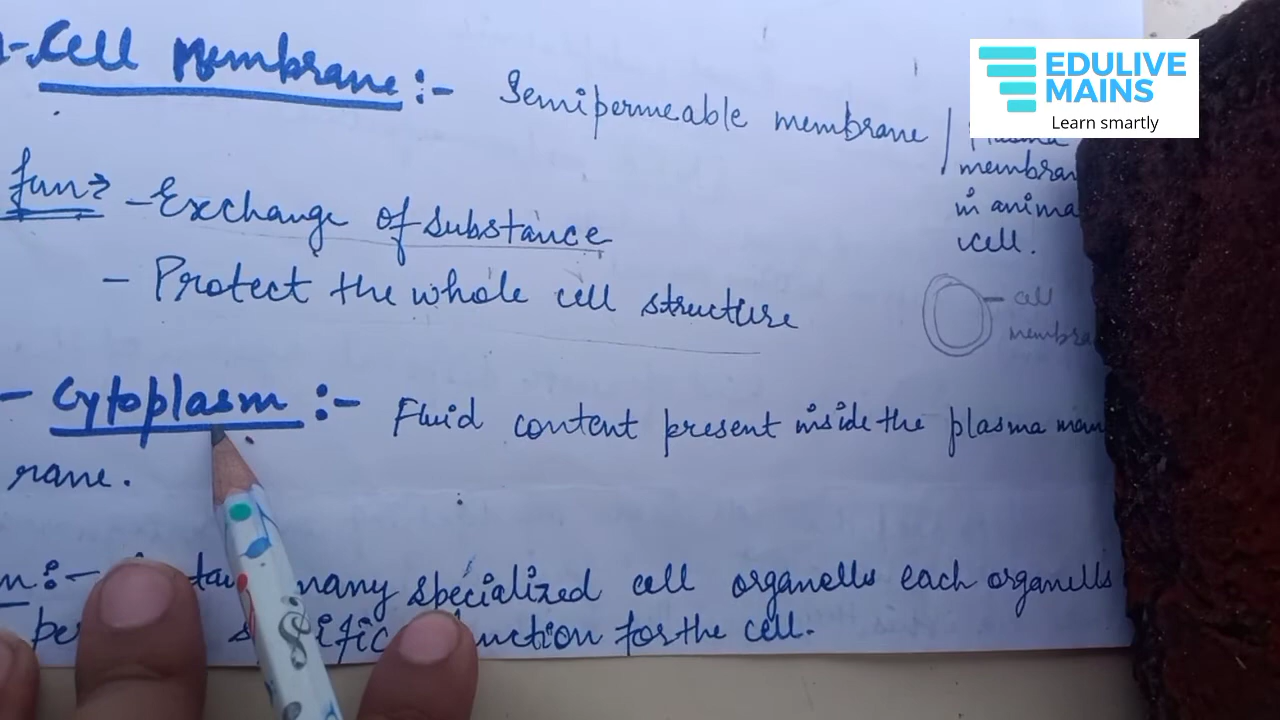 Cell Membrane :- Semipermeable membrane |
membran
in anima
cell.
fun⇒ - Exchange of substance
- Protect the whole cell structure
cell
membra
- Cytoplasm :- Fluid content present inside the plasma mem
rane.
n :- many specialized cell organells each organells
function for the cell.
EDULIVE
MAINS
Learn smartly